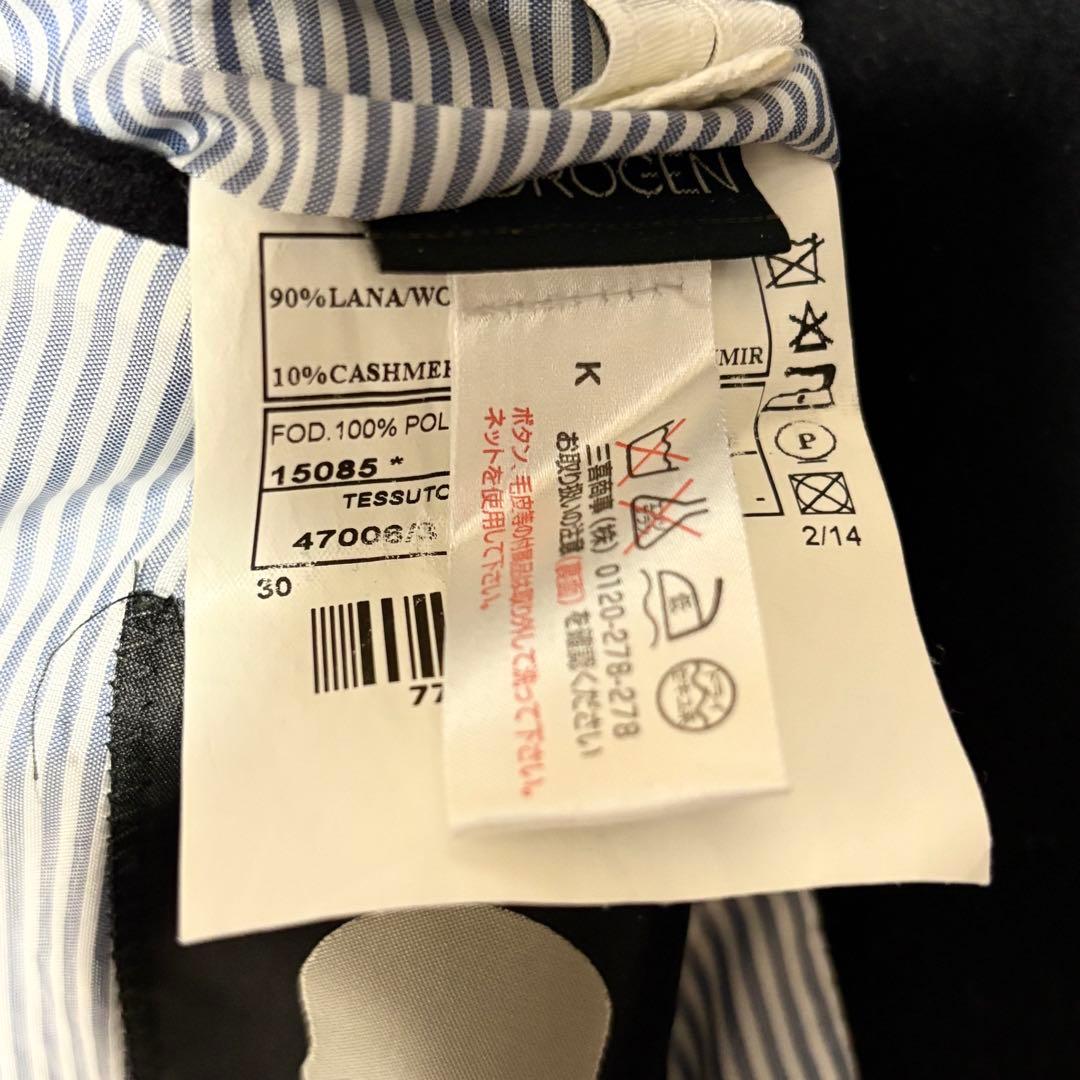 DROGEN
90%LANA/WO
10%CASHMER
MIR
FOD.100% POL
15085 *
TESSUTO
47006/3
-
30
77
P
2/14
K
三喜商事(株) 0120-278-278
お取り扱いの注意(裏面)を確認ください
ボタン、毛皮等の付属品は取り外して洗って下さい。
ネットを使用して下さい。
低
ドライ